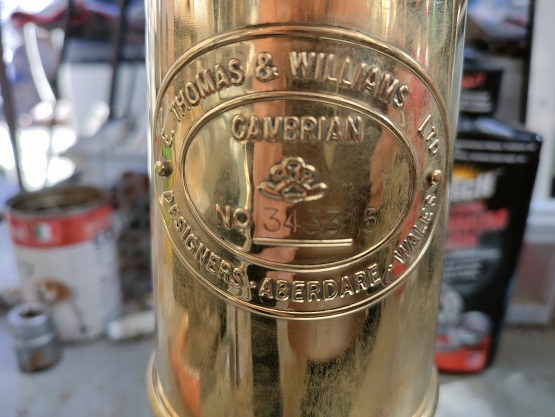 E. THOMAS & WILLIAMS LTD
CAMBRIAN
No 343315
DESIGNERS · ABERDARE · WALES